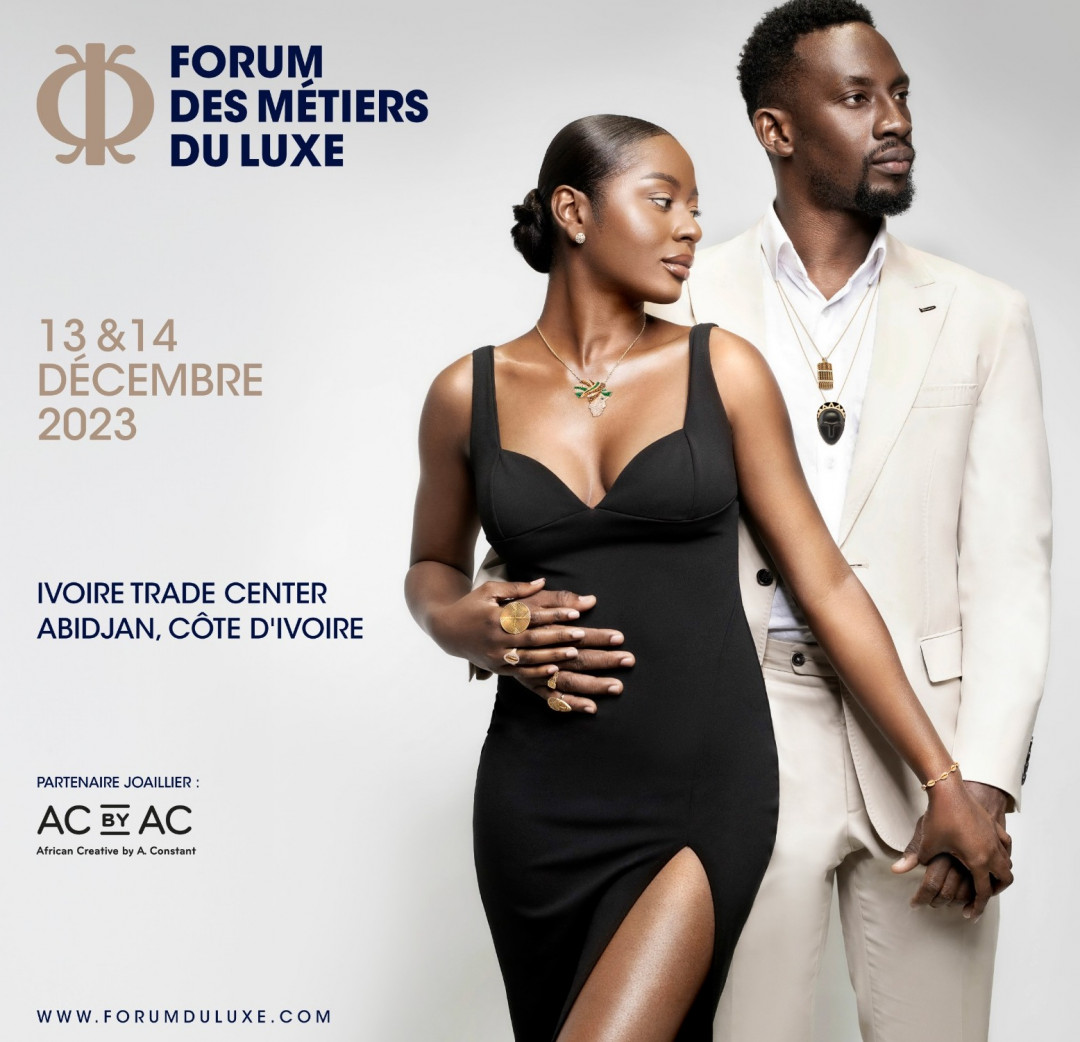 FORUM
DES MÉTIERS
DU LUXE
13 &14
DÉCEMBRE
2023
IVOIRE TRADE CENTER
ABIDJAN, CÔTE D'IVOIRE
PARTENAIRE JOAILLIER :
AC BY AC
African Creative by A. Constant
WWW.FORUMDULUXE.COM